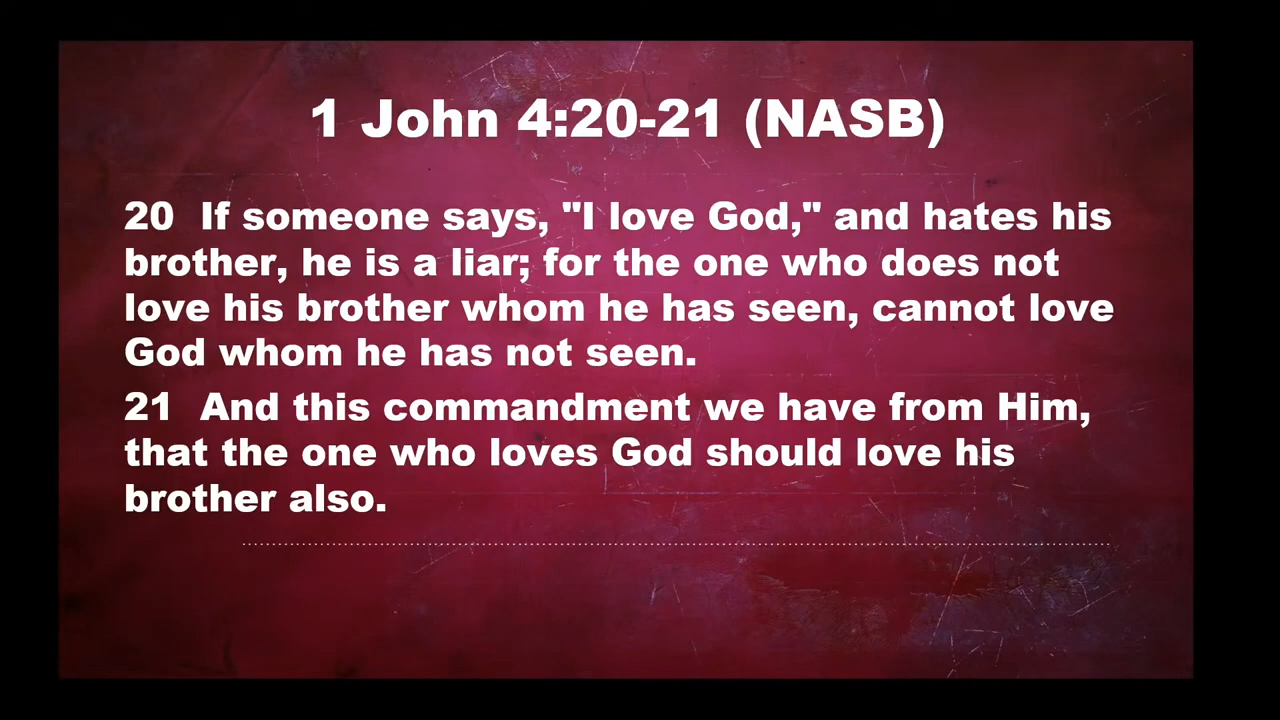 1 John 4:20-21 (NASB)
20 If someone says, "I love God," and hates his
brother, he is a liar; for the one who does not
love his brother whom he has seen, cannot love
God whom he has not seen.
21 And this commandment we have from Him,
that the one who loves God should love his
brother also.